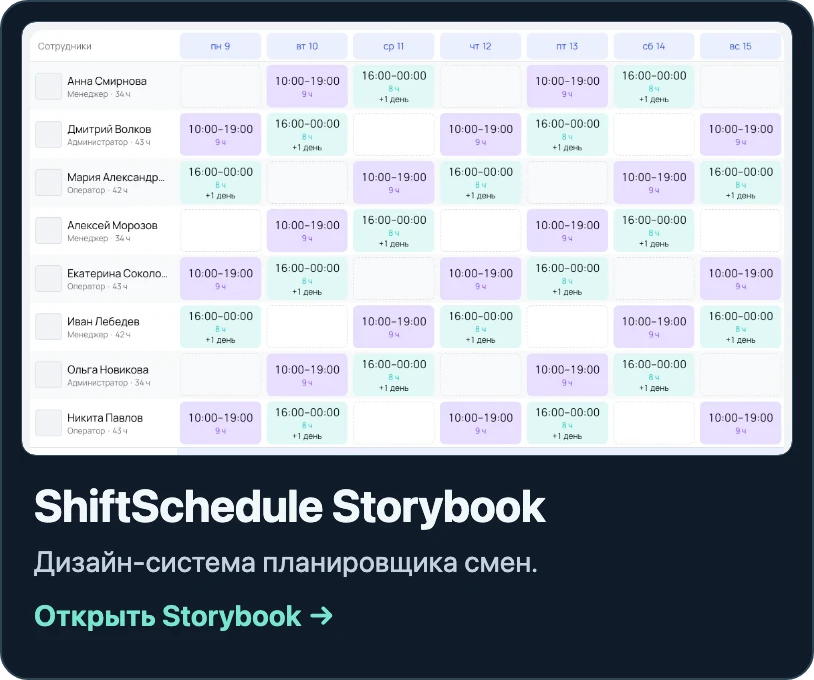 Сотрудники пн 9 вт 10 ср 11 чт 12 пт 13 сб 14 вс 15
Анна Смирнова
Менеджер · 34 ч
10:00–19:00
9 ч
16:00–00:00
8 ч
+1 день
10:00–19:00
9 ч
16:00–00:00
8 ч
+1 день
Дмитрий Волков
Администратор · 43 ч
10:00–19:00
9 ч
16:00–00:00
8 ч
+1 день
10:00–19:00
9 ч
16:00–00:00
8 ч
+1 день
10:00–19:00
9 ч
Мария Александр...
Оператор · 42 ч
16:00–00:00
8 ч
+1 день
10:00–19:00
9 ч
16:00–00:00
8 ч
+1 день
10:00–19:00
9 ч
16:00–00:00
8 ч
+1 день
Алексей Морозов
Менеджер · 34 ч
10:00–19:00
9 ч
16:00–00:00
8 ч
+1 день
10:00–19:00
9 ч
16:00–00:00
8 ч
+1 день
Екатерина Соколо...
Оператор · 43 ч
10:00–19:00
9 ч
16:00–00:00
8 ч
+1 день
10:00–19:00
9 ч
16:00–00:00
8 ч
+1 день
10:00–19:00
9 ч
Иван Лебедев
Менеджер · 42 ч
16:00–00:00
8 ч
+1 день
10:00–19:00
9 ч
16:00–00:00
8 ч
+1 день
10:00–19:00
9 ч
16:00–00:00
8 ч
+1 день
Ольга Новикова
Администратор · 34 ч
10:00–19:00
9 ч
16:00–00:00
8 ч
+1 день
10:00–19:00
9 ч
16:00–00:00
8 ч
+1 день
Никита Павлов
Оператор · 43 ч
10:00–19:00
9 ч
16:00–00:00
8 ч
+1 день
10:00–19:00
9 ч
16:00–00:00
8 ч
+1 день
10:00–19:00
9 ч
ShiftSchedule Storybook
Дизайн-система планировщика смен.
Открыть Storybook →